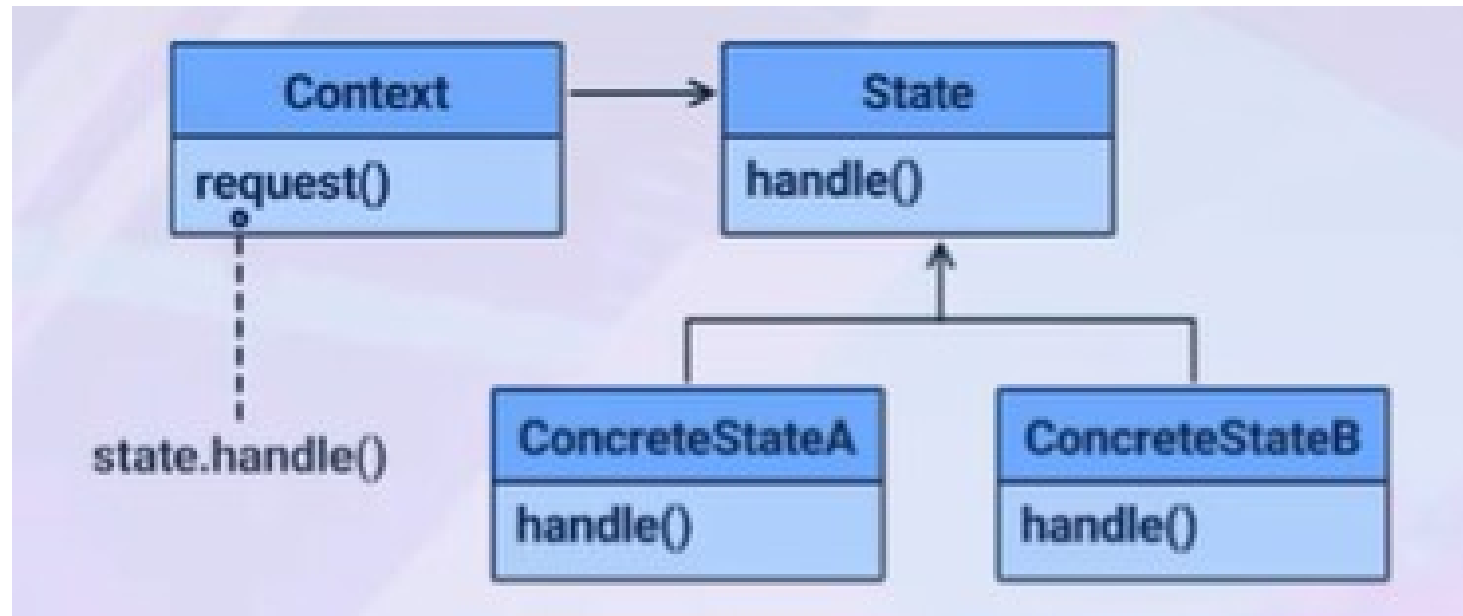 Context
request()
State
handle()
state.handle()
ConcreteStateA
handle()
ConcreteStateB
handle()